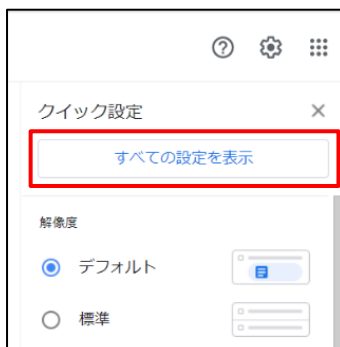 クイック設定
すべての設定を表示
解像度
デフォルト
標準